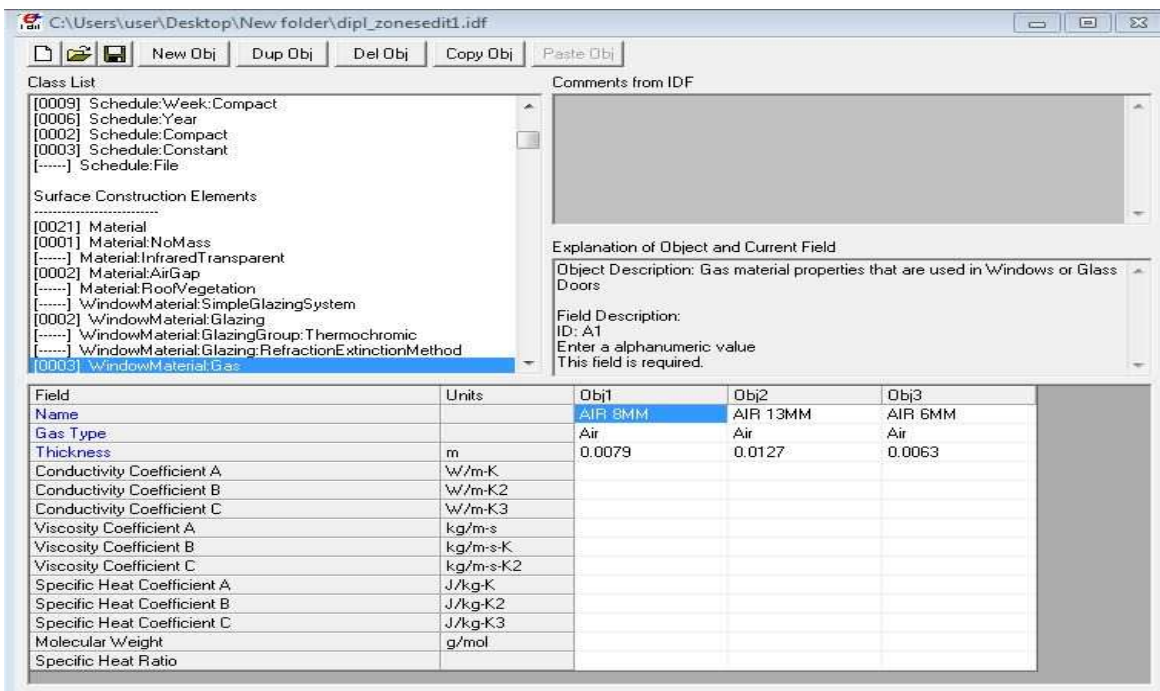 C:\Users\user\Desktop\New folder\dipl_zonesedit1.idf
New Obj Dup Obj Del Obj Copy Obj Paste Obj
Class List
[0009] Schedule:Week:Compact
[0006] Schedule:Year
[0002] Schedule:Compact
[0003] Schedule:Constant
[------] Schedule:File
Surface Construction Elements
---------------------------
[0021] Material
[0001] Material:NoMass
[------] Material:InfraredTransparent
[0002] Material:AirGap
[------] Material:RoofVegetation
[------] WindowMaterial:SimpleGlazingSystem
[0002] WindowMaterial:Glazing
[------] WindowMaterial:GlazingGroup:Thermochromic
[------] WindowMaterial:Glazing:RefractionExtinctionMethod
[0003] WindowMaterial:Gas
Comments from IDF
Explanation of Object and Current Field
Object Description: Gas material properties that are used in Windows or Glass
Doors
Field Description:
ID: A1
Enter a alphanumeric value
This field is required.
Field Units Obj1 Obj2 Obj3
Name AIR 8MM AIR 13MM AIR 6MM
Gas Type Air Air Air
Thickness m 0.0079 0.0127 0.0063
Conductivity Coefficient A W/m-K
Conductivity Coefficient B W/m-K2
Conductivity Coefficient C W/m-K3
Viscosity Coefficient A kg/m-s
Viscosity Coefficient B kg/m-s-K
Viscosity Coefficient C kg/m-s-K2
Specific Heat Coefficient A J/kg-K
Specific Heat Coefficient B J/kg-K2
Specific Heat Coefficient C J/kg-K3
Molecular Weight g/mol
Specific Heat Ratio